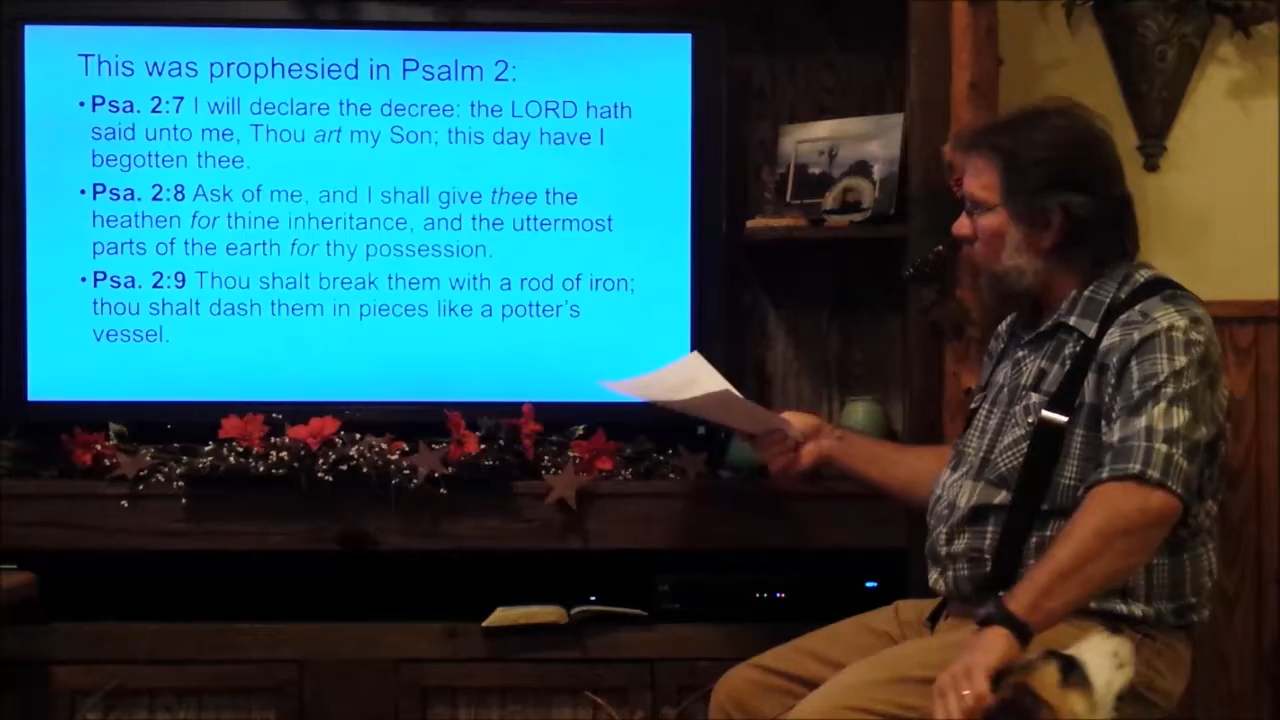 This was prophesied in Psalm 2:
• Psa. 2:7 I will declare the decree: the LORD hath
said unto me, Thou art my Son; this day have I
begotten thee.
• Psa. 2:8 Ask of me, and I shall give thee the
heathen for thine inheritance, and the uttermost
parts of the earth for thy possession.
• Psa. 2:9 Thou shalt break them with a rod of iron;
thou shalt dash them in pieces like a potter's
vessel.